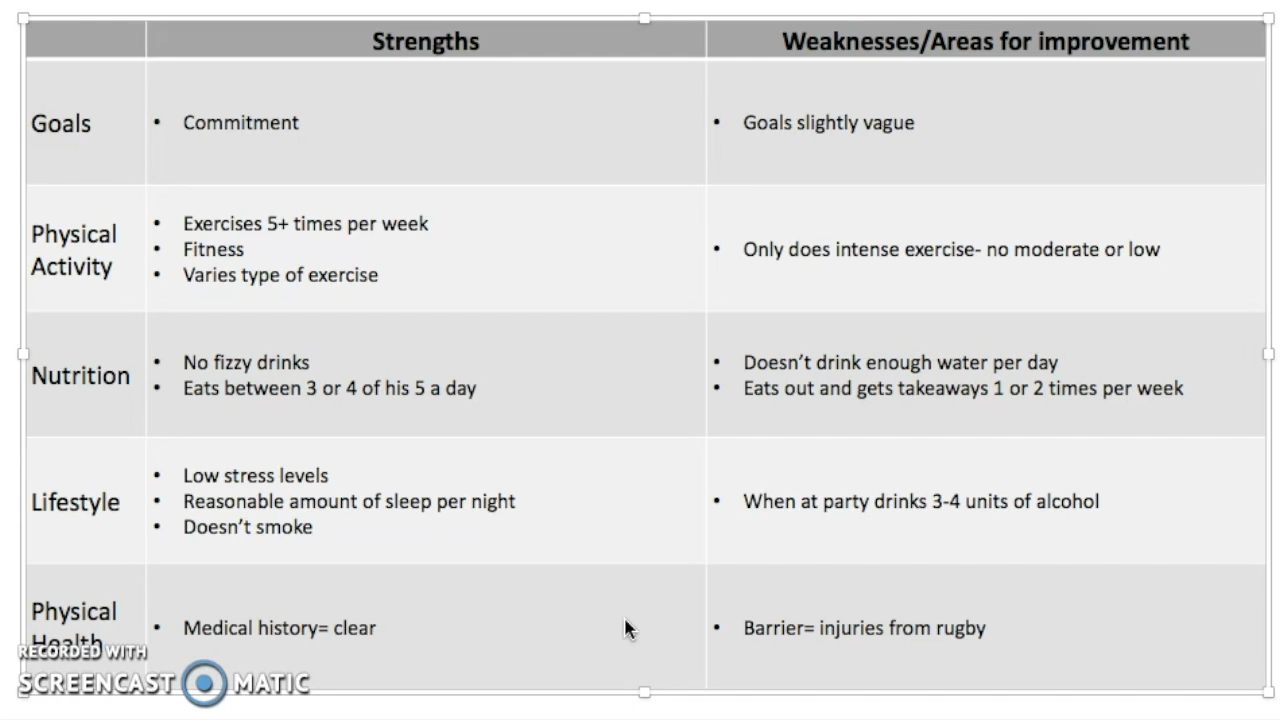 Strengths
Weaknesses/Areas for improvement
Goals
• Commitment
• Goals slightly vague
Physical
Activity
• Exercises 5+ times per week
• Fitness
• Varies type of exercise
• Only does intense exercise- no moderate or low
Nutrition
• No fizzy drinks
• Eats between 3 or 4 of his 5 a day
• Doesn't drink enough water per day
• Eats out and gets takeaways 1 or 2 times per week
Lifestyle
• Low stress levels
• Reasonable amount of sleep per night
• Doesn't smoke
• When at party drinks 3-4 units of alcohol
Physical
Health
• Medical history= clear
• Barrier= injuries from rugby
RECORDED WITH
SCREENCAST MATIC